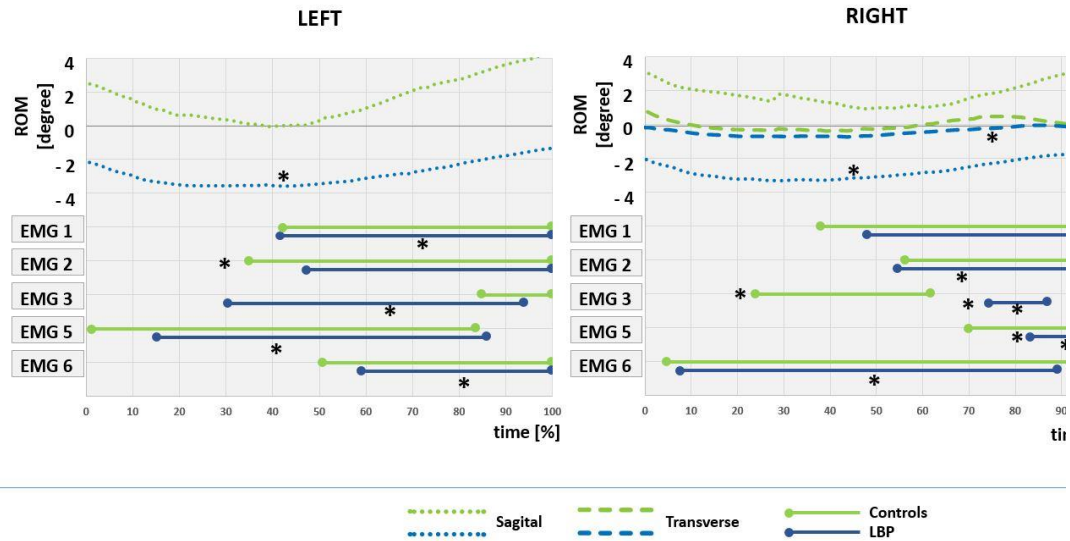 LEFT
ROM
[degree]
4
2
0
- 2
- 4
*
EMG 1
*
EMG 2
*
EMG 3
*
EMG 5
*
EMG 6
*
0 10 20 30 40 50 60 70 80 90 100
time [%]
RIGHT
ROM
[degree]
4
2
0
- 2
- 4
*
*
EMG 1
EMG 2
*
EMG 3
* * *
EMG 5
* *
EMG 6
*
0 10 20 30 40 50 60 70 80 90
Sagital
Transverse
Controls
LBP